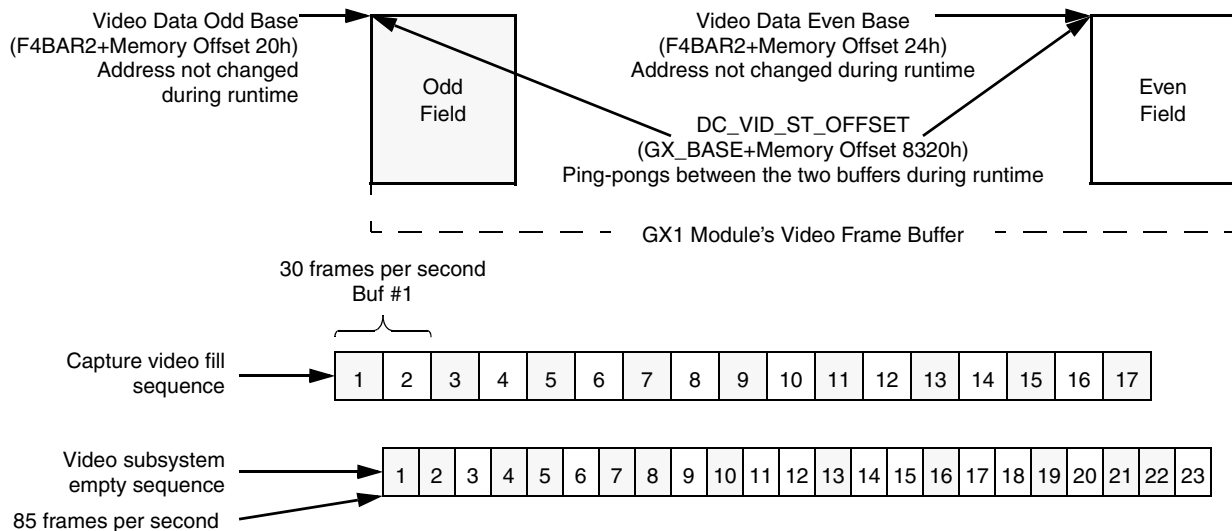 Video Data Odd Base
(F4BAR2+Memory Offset 20h)
Address not changed
during runtime
Odd
Field
Video Data Even Base
(F4BAR2+Memory Offset 24h)
Address not changed during runtime
Even
Field
DC_VID_ST_OFFSET
(GX_BASE+Memory Offset 8320h)
Ping-pongs between the two buffers during runtime
GX1 Module's Video Frame Buffer
30 frames per second
Buf #1
Capture video fill
sequence
1 2 3 4 5 6 7 8 9 10 11 12 13 14 15 16 17
Video subsystem
empty sequence
1 2 3 4 5 6 7 8 9 10 11 12 13 14 15 16 17 18 19 20 21 22 23
85 frames per second